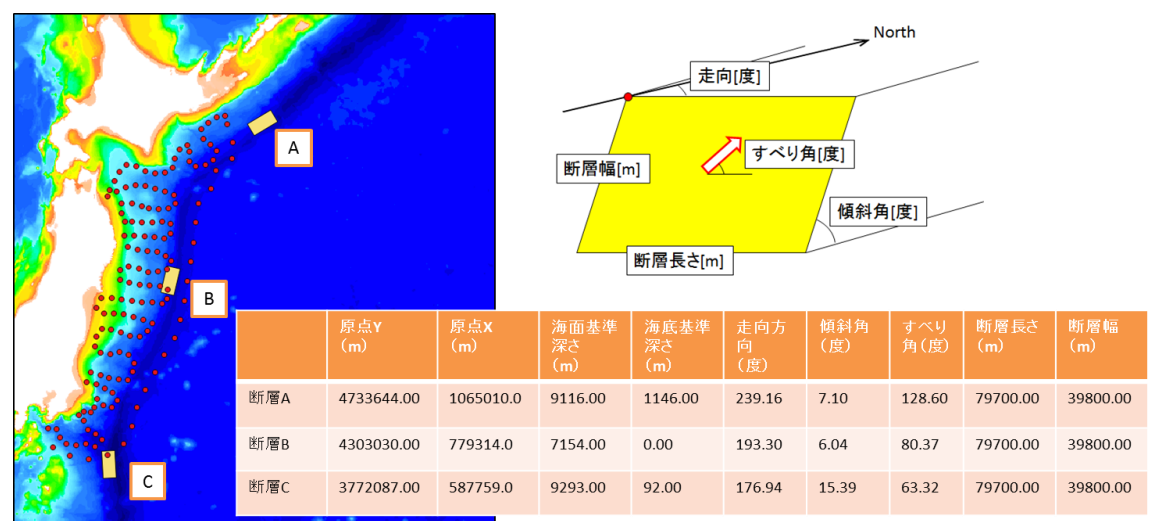 A
B
C
North
走向[度]
断層幅[m]
すべり角[度]
傾斜角[度]
断層長さ[m]
原点Y
（m）
原点X
（m）
海面基準
深さ
（m）
海底基準
深さ
（m）
走向方
向
（度）
傾斜角
（度）
すべり
角（度）
断層長さ
（m）
断層幅
（m）
断層A 4733644.00 1065010.0 9116.00 1146.00 239.16 7.10 128.60 79700.00 39800.00
断層B 4303030.00 779314.0 7154.00 0.00 193.30 6.04 80.37 79700.00 39800.00
断層C 3772087.00 587759.0 9293.00 92.00 176.94 15.39 63.32 79700.00 39800.00